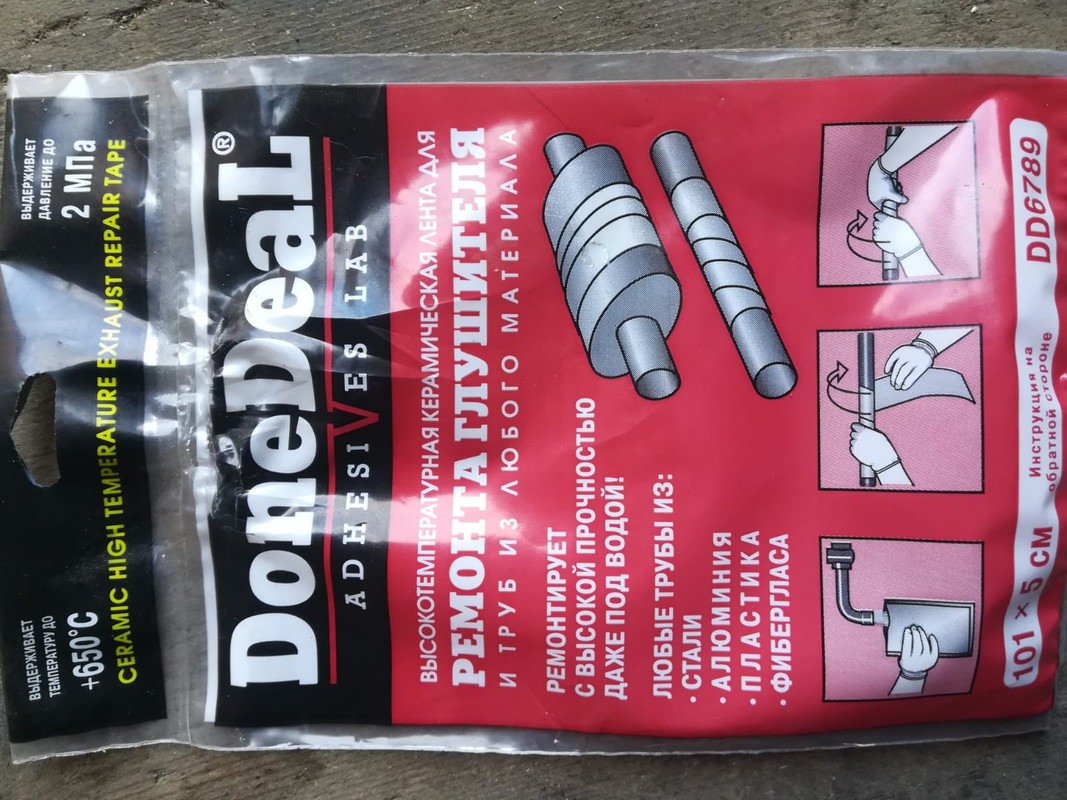 ВЫДЕРЖИВАЕТ
ТЕМПЕРАТУРУ ДО
+650°C
ВЫДЕРЖИВАЕТ
ДАВЛЕНИЕ ДО
2 МПа
CERAMIC HIGH TEMPERATURE EXHAUST REPAIR TAPE
DoneDeaL®
ADHESIVES LAB
ВЫСОКОТЕМПЕРАТУРНАЯ КЕРАМИЧЕСКАЯ ЛЕНТА ДЛЯ
РЕМОНТА ГЛУШИТЕЛЯ
И ТРУБ ИЗ ЛЮБОГО МАТЕРИАЛА
РЕМОНТИРУЕТ
С ВЫСОКОЙ ПРОЧНОСТЬЮ
ДАЖЕ ПОД ВОДОЙ!
ЛЮБЫЕ ТРУБЫ ИЗ:
• СТАЛИ
• АЛЮМИНИЯ
• ПЛАСТИКА
• ФИБЕРГЛАСА
101 × 5 СМ
Инструкция на
обратной стороне
DD6789